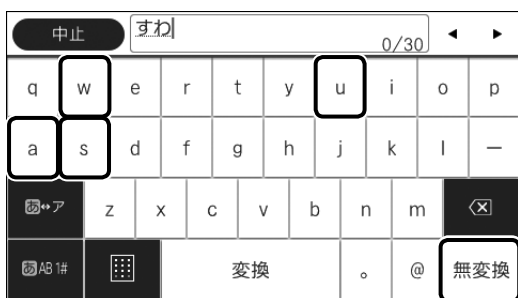 中止 すわ 0/30 ◀ ▶
q w e r t y u i o p
a s d f g h j k l ー
あ↔ア z x c v b n m
あAB1# 変換 。 @ 無変換